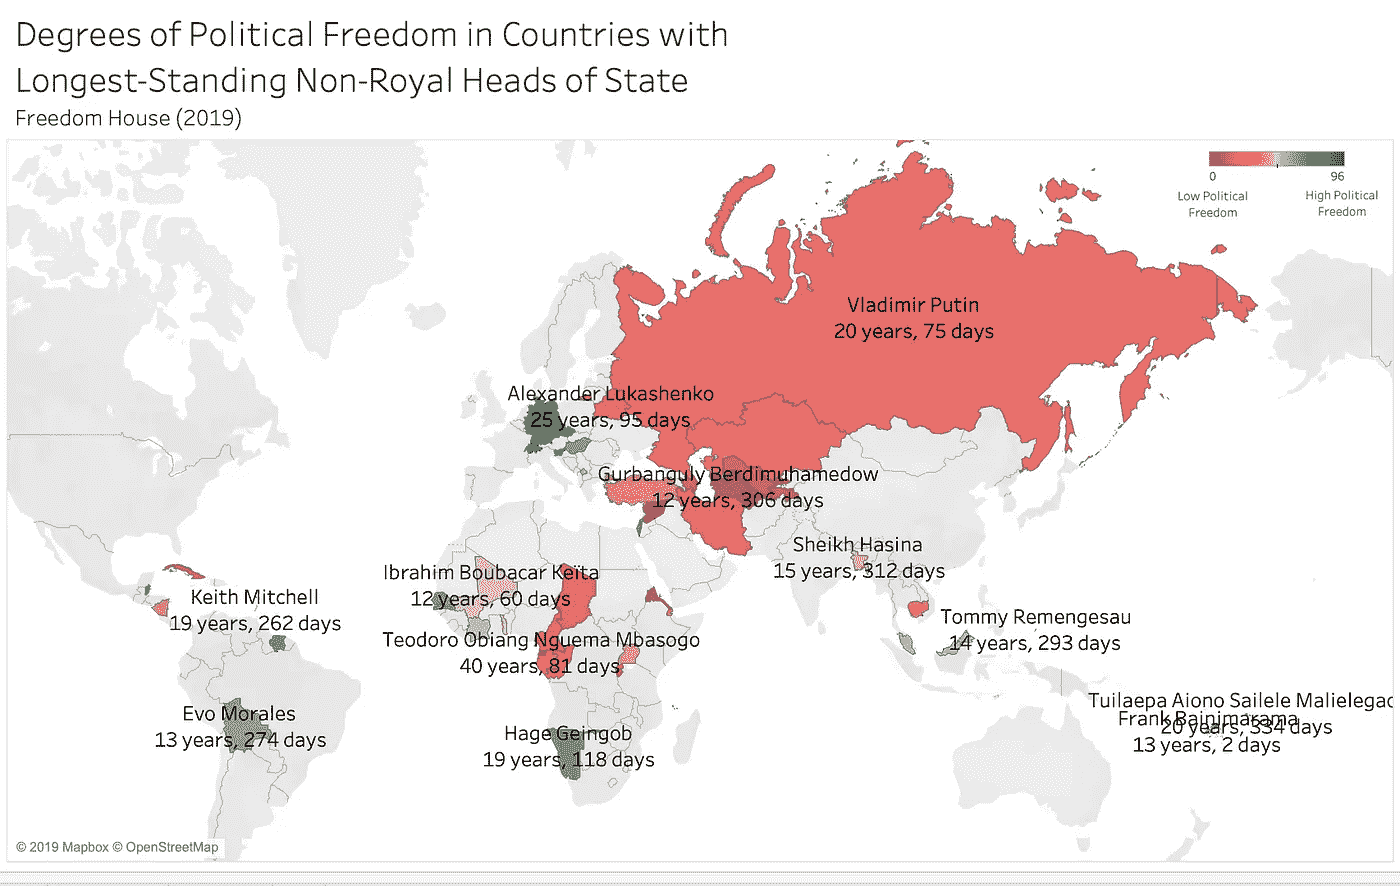 Degrees of Political Freedom in Countries with
Longest-Standing Non-Royal Heads of State
Freedom House (2019)
0
96
Low Political
Freedom
High Political
Freedom
Vladimir Putin
20 years, 75 days
Alexander Lukashenko
25 years, 95 days
Gurbanguly Berdimuhamedow
12 years, 306 days
Sheikh Hasina
15 years, 312 days
Ibrahim Boubacar Keïta
12 years, 60 days
Keith Mitchell
19 years, 262 days
Tommy Remengesau
14 years, 293 days
Teodoro Obiang Nguema Mbasogo
40 years, 81 days
Tuilaepa Aiono Sailele Malielegao
20 years, 334 days
Frank Bainimarama
13 years, 2 days
Evo Morales
13 years, 274 days
Hage Geingob
19 years, 118 days
© 2019 Mapbox © OpenStreetMap